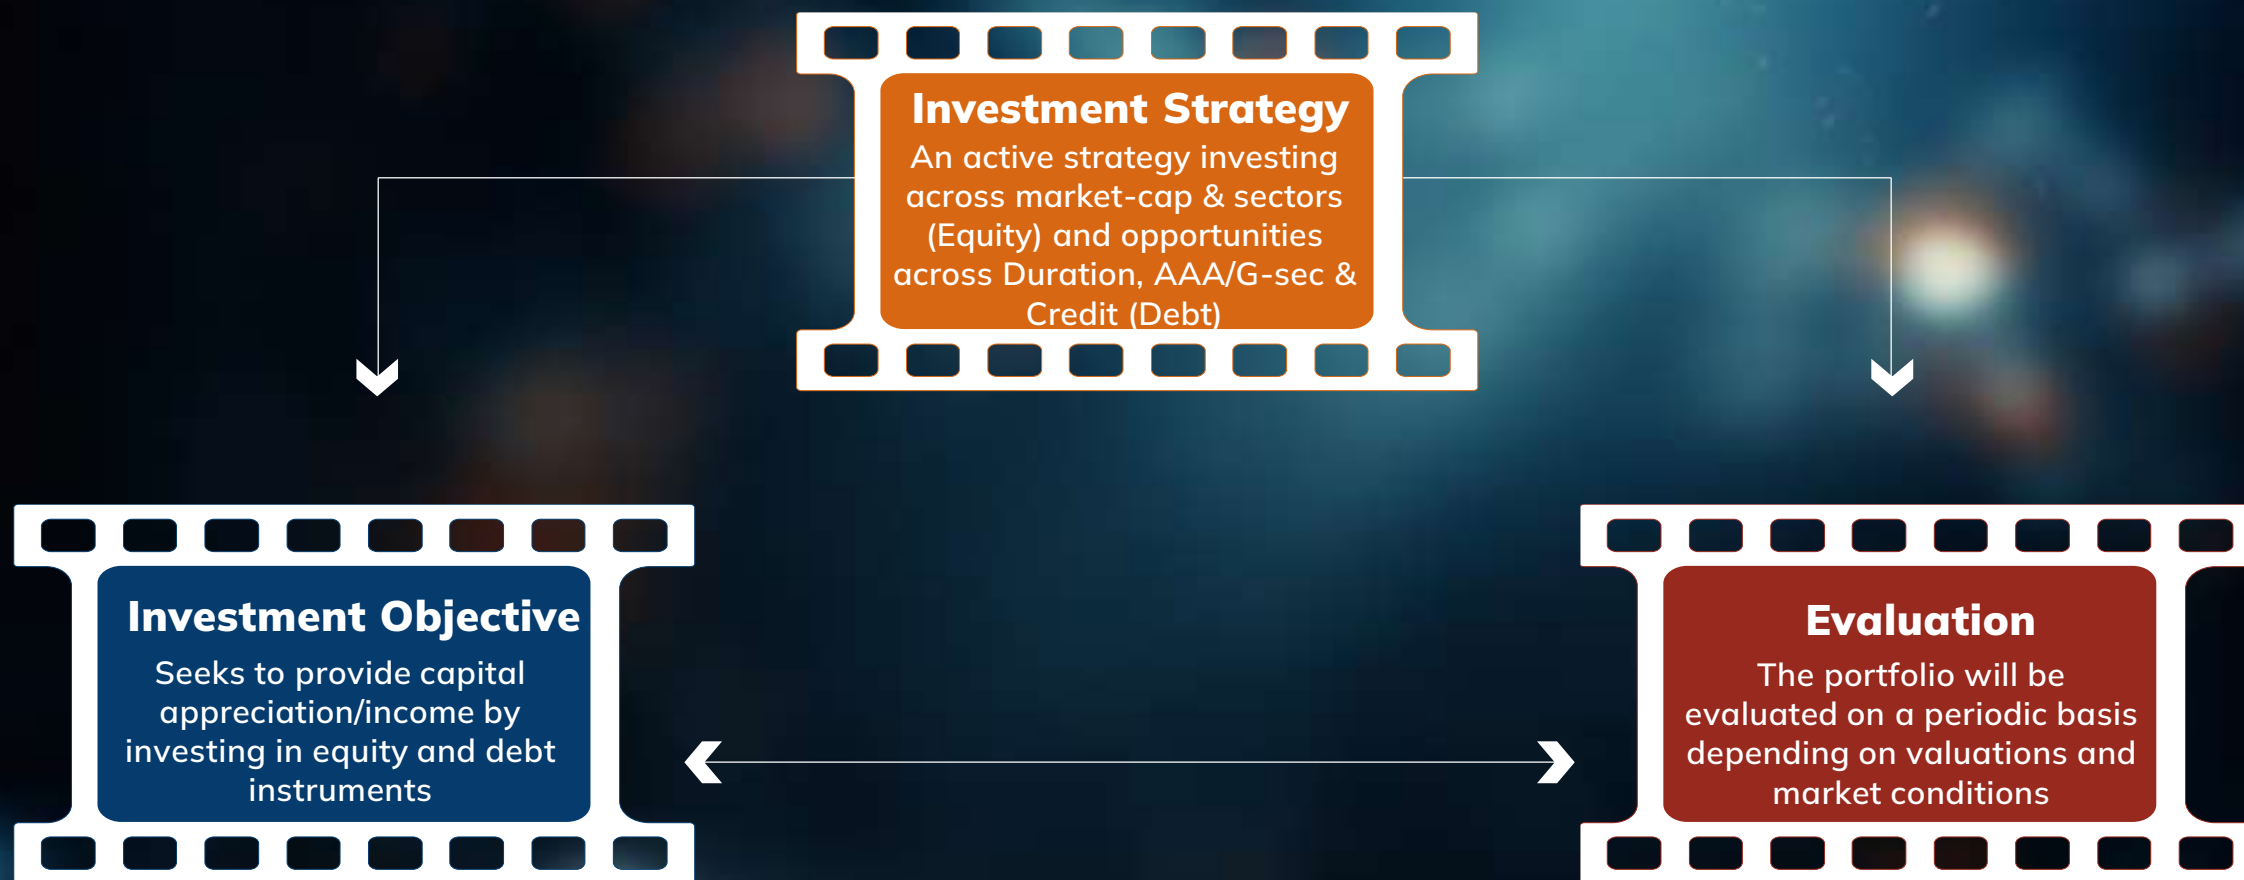 Investment Strategy
An active strategy investing
across market-cap & sectors
(Equity) and opportunities
across Duration, AAA/G-sec &
Credit (Debt)
Investment Objective
Seeks to provide capital
appreciation/income by
investing in equity and debt
instruments
Evaluation
The portfolio will be
evaluated on a periodic basis
depending on valuations and
market conditions